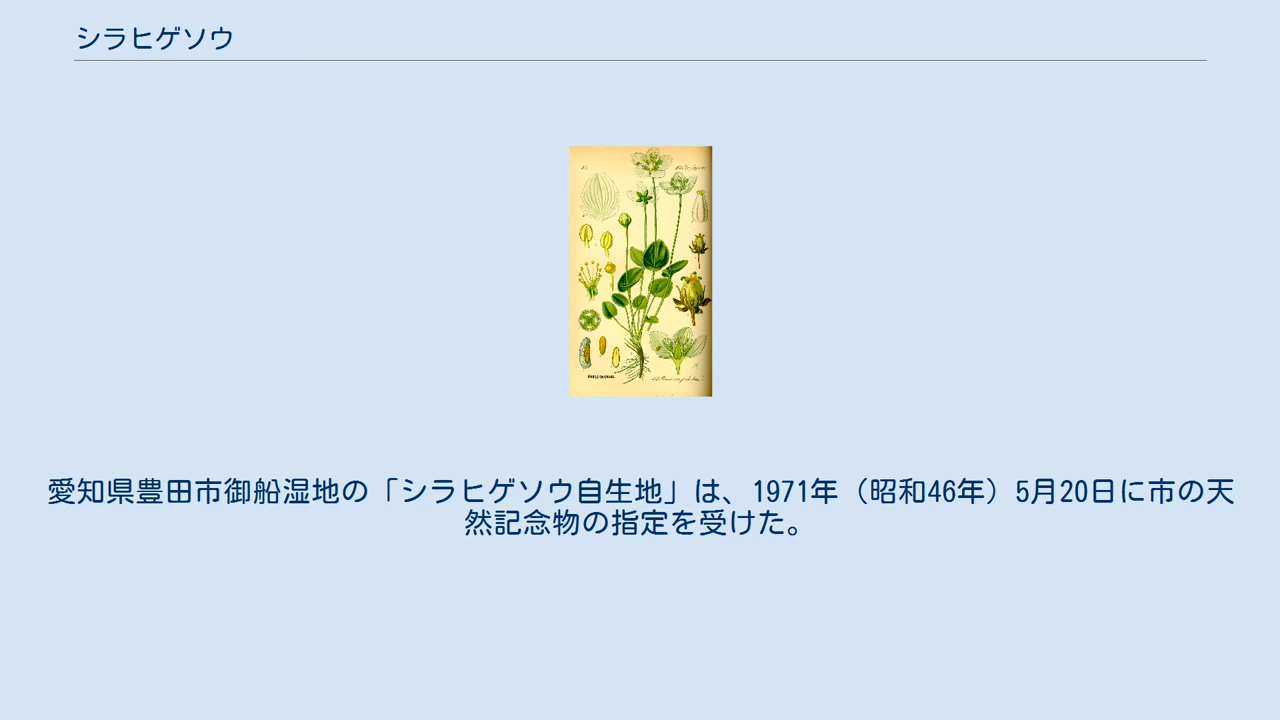 シラヒゲソウ
愛知県豊田市御船湿地の「シラヒゲソウ自生地」は、1971年（昭和46年）5月20日に市の天
然記念物の指定を受けた。